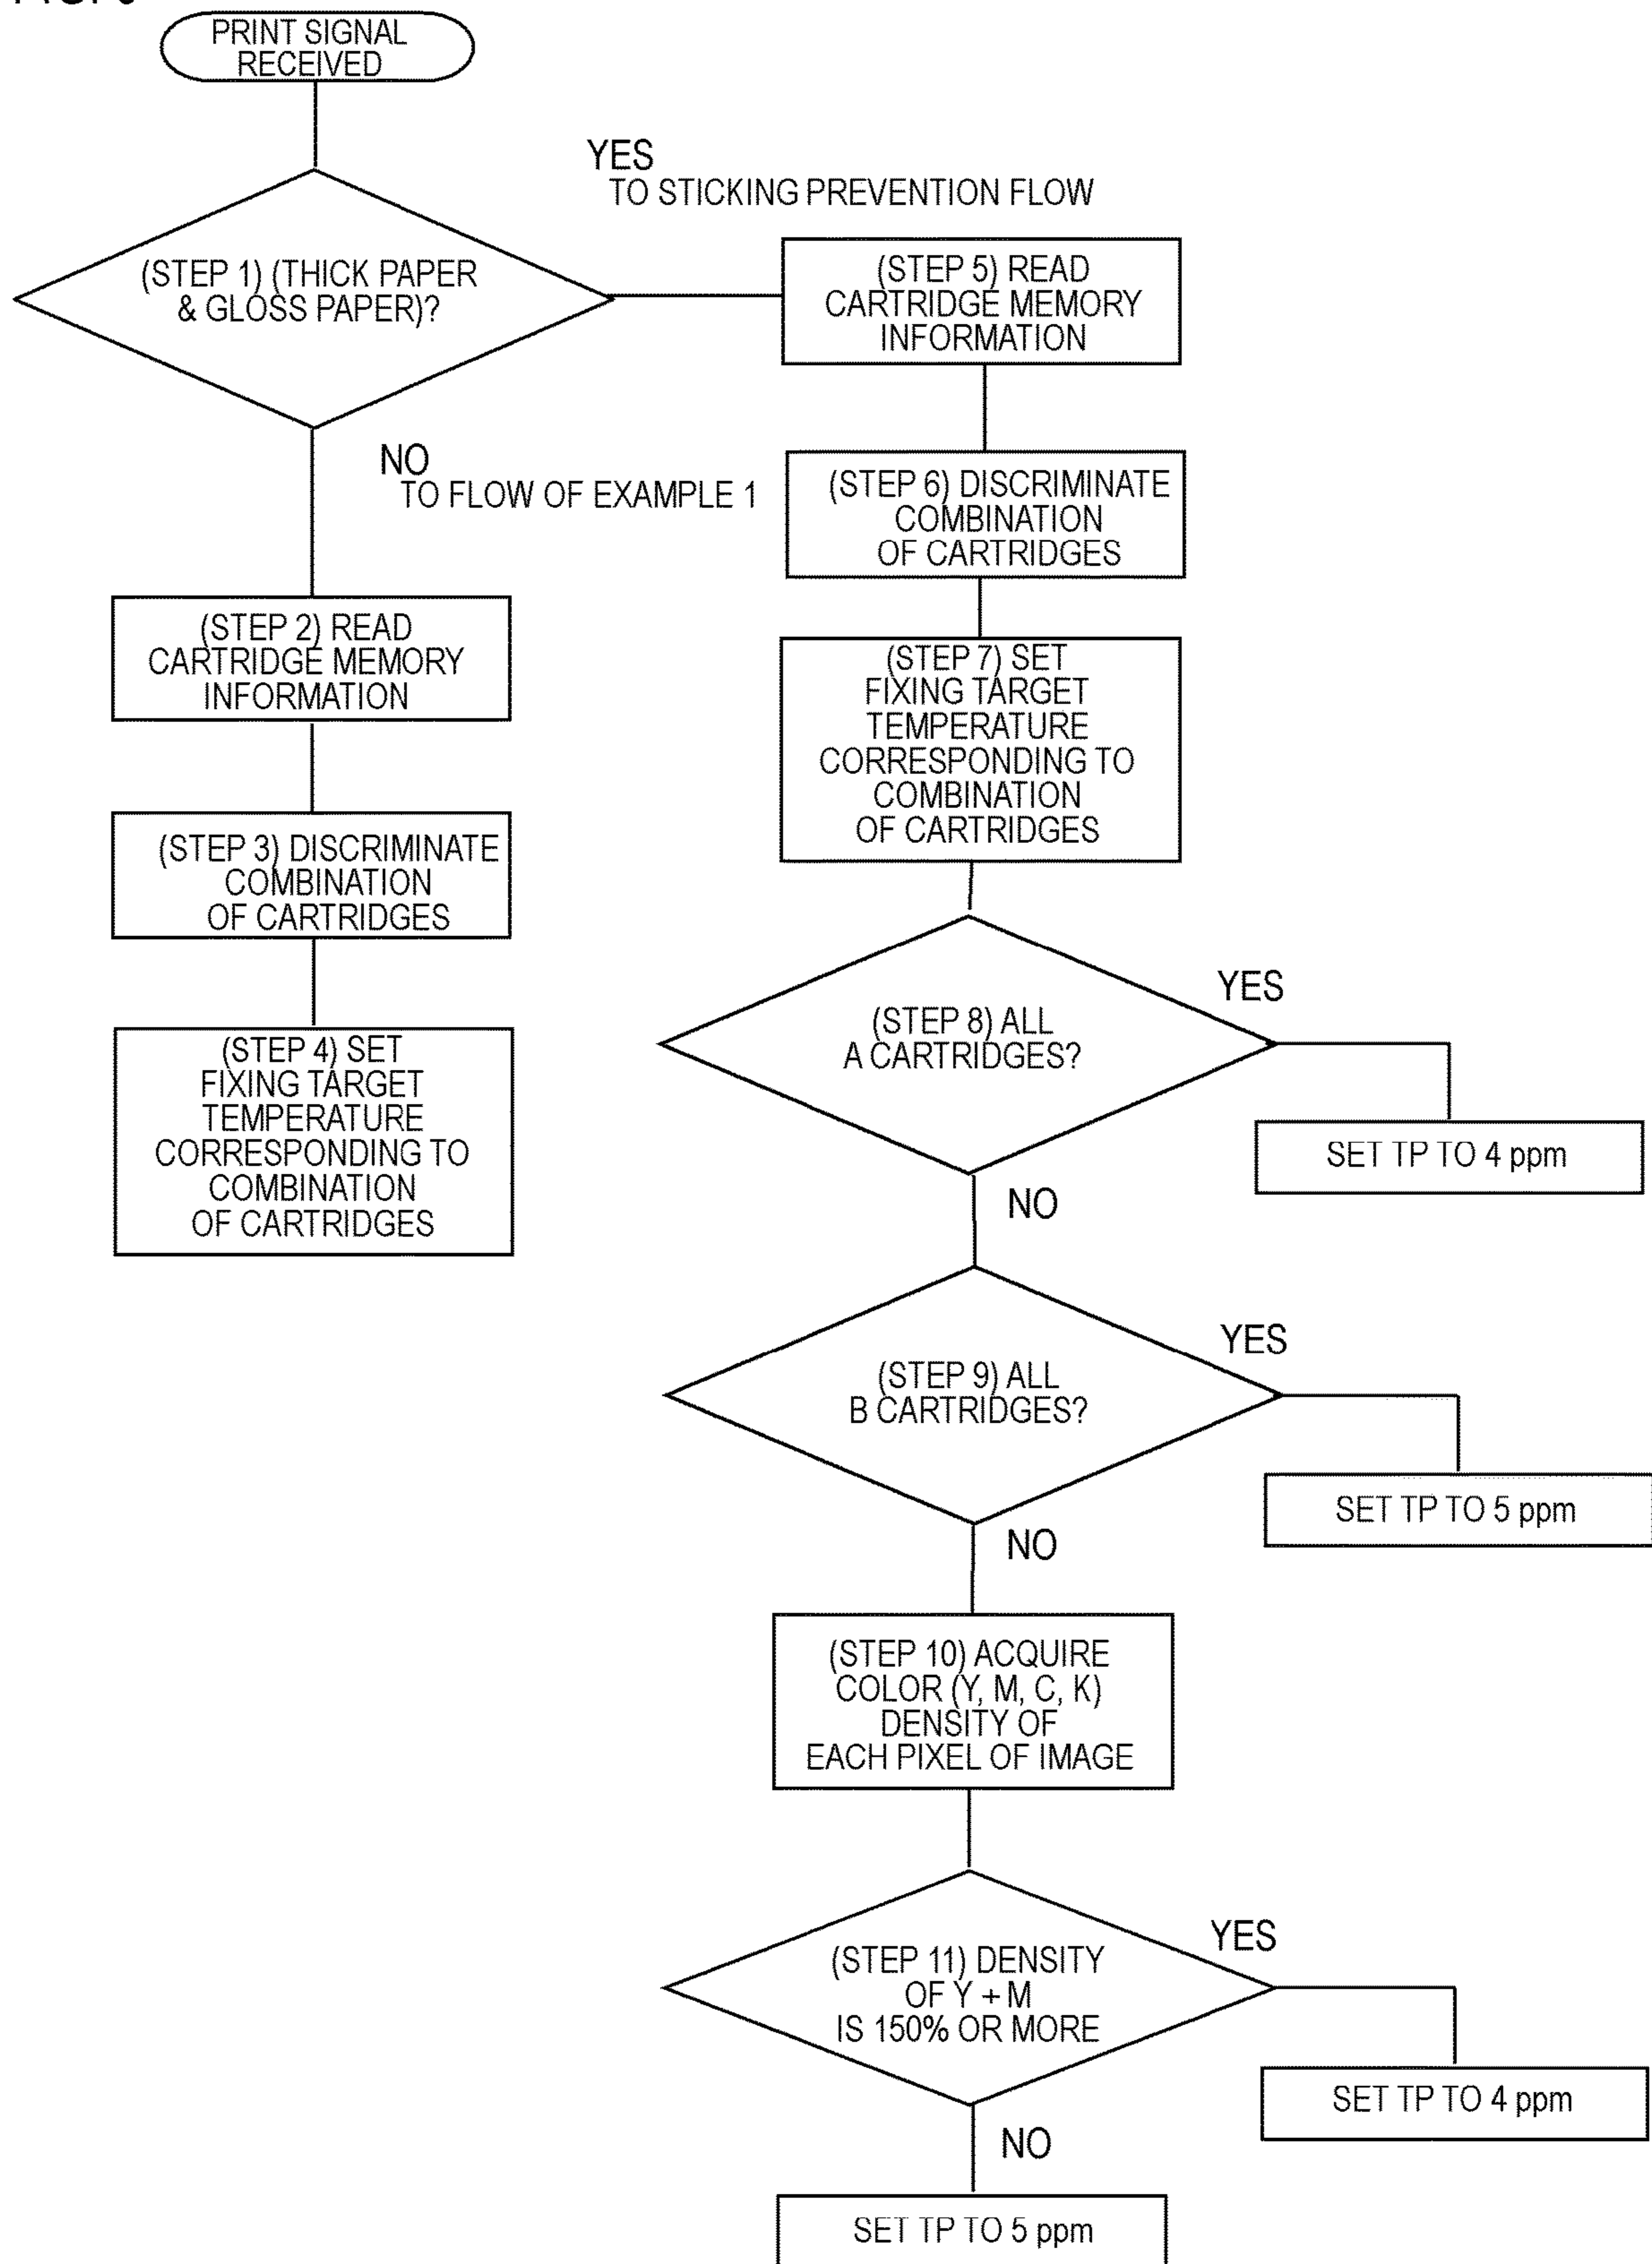 PRINT SIGNAL
RECEIVED
YES
TO STICKING PREVENTION FLOW
(STEP 1) (THICK PAPER
& GLOSS PAPER)?
(STEP 5) READ
CARTRIDGE MEMORY
INFORMATION
NO
TO FLOW OF EXAMPLE 1
(STEP 6) DISCRIMINATE
COMBINATION
OF CARTRIDGES
(STEP 2) READ
CARTRIDGE MEMORY
INFORMATION
(STEP 7) SET
FIXING TARGET
TEMPERATURE
CORRESPONDING TO
COMBINATION
OF CARTRIDGES
(STEP 3) DISCRIMINATE
COMBINATION
OF CARTRIDGES
(STEP 4) SET
FIXING TARGET
TEMPERATURE
CORRESPONDING TO
COMBINATION
OF CARTRIDGES
(STEP 8) ALL
A CARTRIDGES?
YES
SET TP TO 4 ppm
NO
(STEP 9) ALL
B CARTRIDGES?
YES
SET TP TO 5 ppm
NO
(STEP 10) ACQUIRE
COLOR (Y, M, C, K)
DENSITY OF
EACH PIXEL OF IMAGE
(STEP 11) DENSITY
OF Y + M
IS 150% OR MORE
YES
SET TP TO 4 ppm
NO
SET TP TO 5 ppm